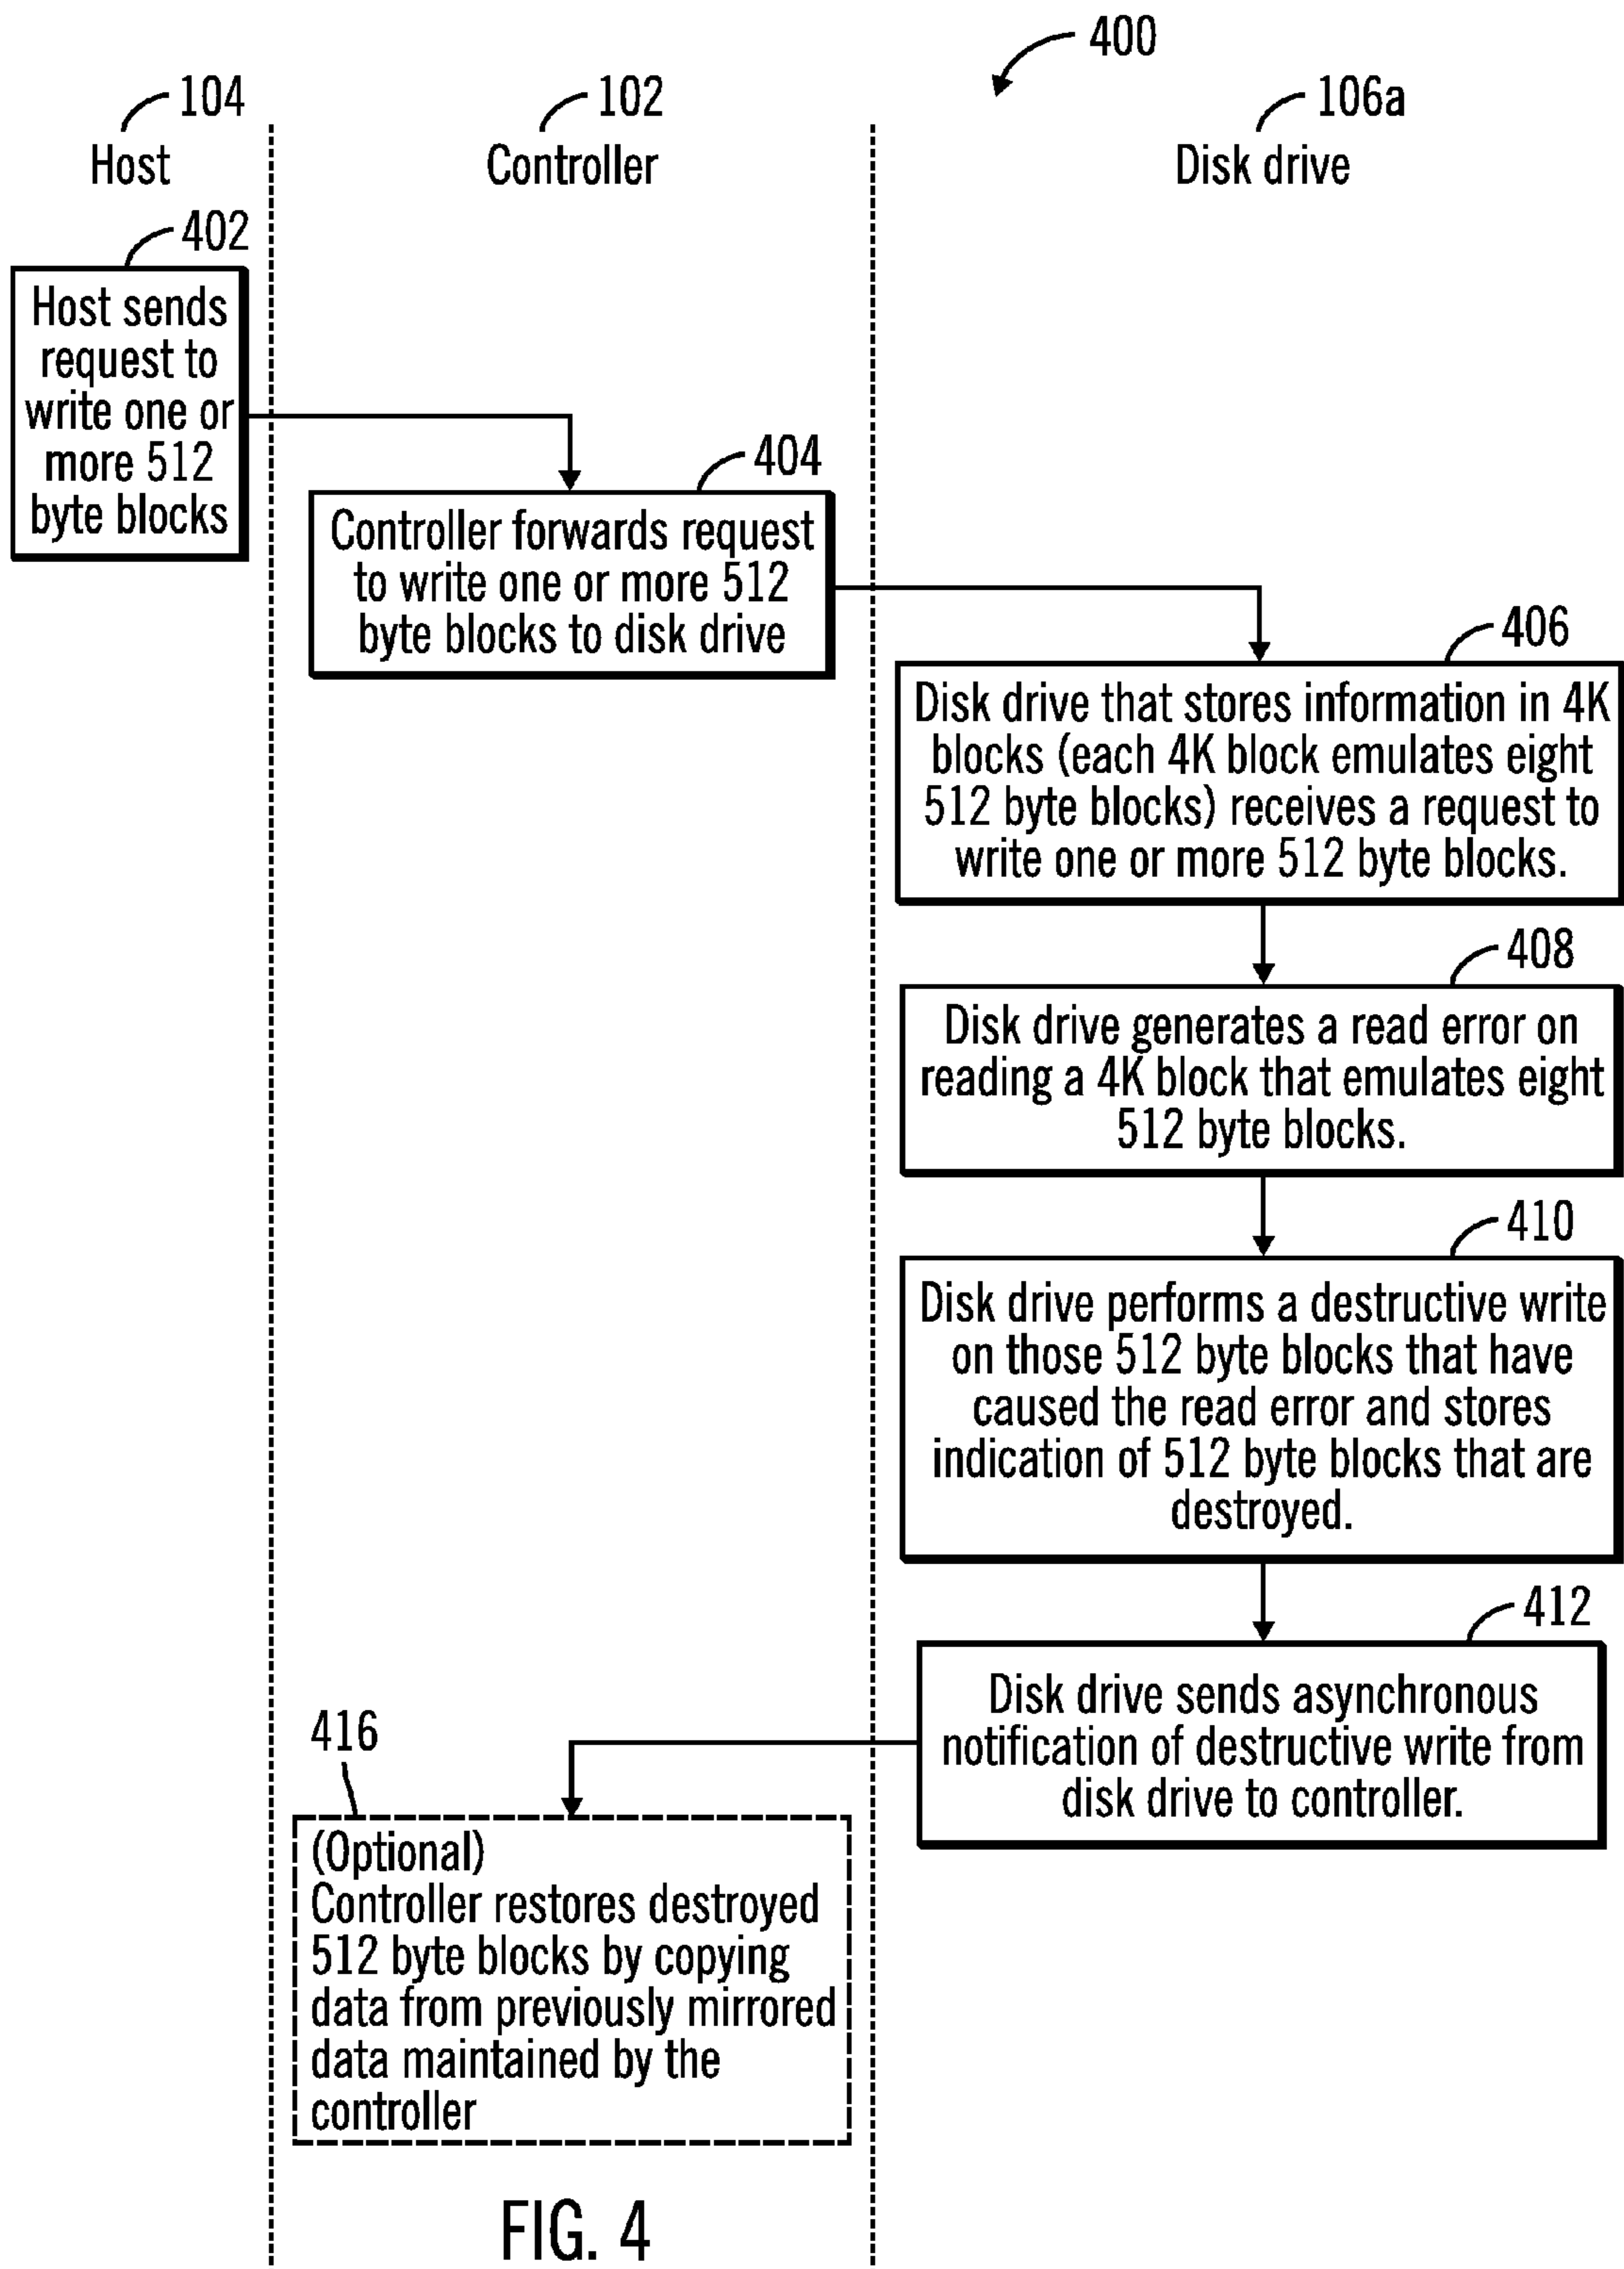 400
104
102
106a
Host
Controller
Disk drive
402
Host sends
request to
write one or
more 512
byte blocks
404
Controller forwards request
to write one or more 512
byte blocks to disk drive
406
Disk drive that stores information in 4K
blocks (each 4K block emulates eight
512 byte blocks) receives a request to
write one or more 512 byte blocks.
408
Disk drive generates a read error on
reading a 4K block that emulates eight
512 byte blocks.
410
Disk drive performs a destructive write
on those 512 byte blocks that have
caused the read error and stores
indication of 512 byte blocks that are
destroyed.
412
Disk drive sends asynchronous
notification of destructive write from
disk drive to controller.
416
(Optional)
Controller restores destroyed
512 byte blocks by copying
data from previously mirrored
data maintained by the
controller
FIG. 4